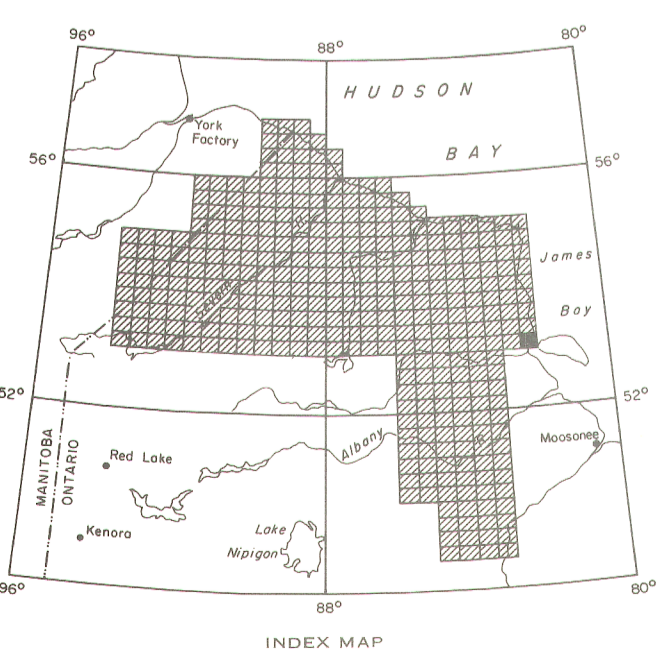 96°
88°
80°
HUDSON
York
Factory
BAY
56°
56°
James
R.
Severn
Bay
52°
52°
Albany
R.
Moosonee
MANITOBA
ONTARIO
Red Lake
Kenora
Lake
Nipigon
96°
88°
80°
INDEX MAP